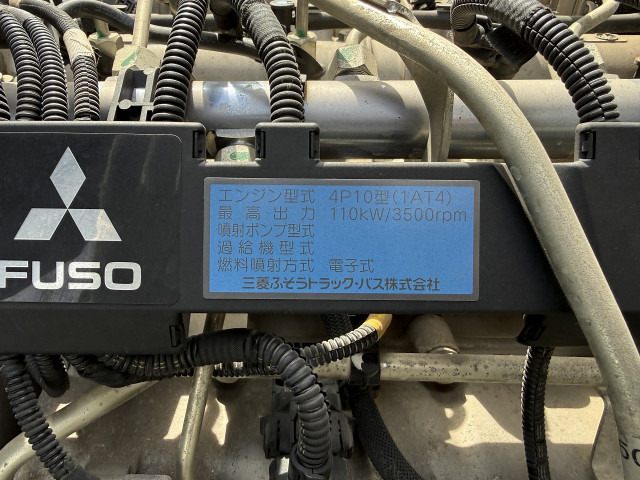 FUSO
エンジン型式 4P10型(1AT4)
最高出力 110kW/3500rpm
噴射ポンプ型式
過給機型式
燃料噴射方式 電子式
三菱ふそうトラック・バス株式会社